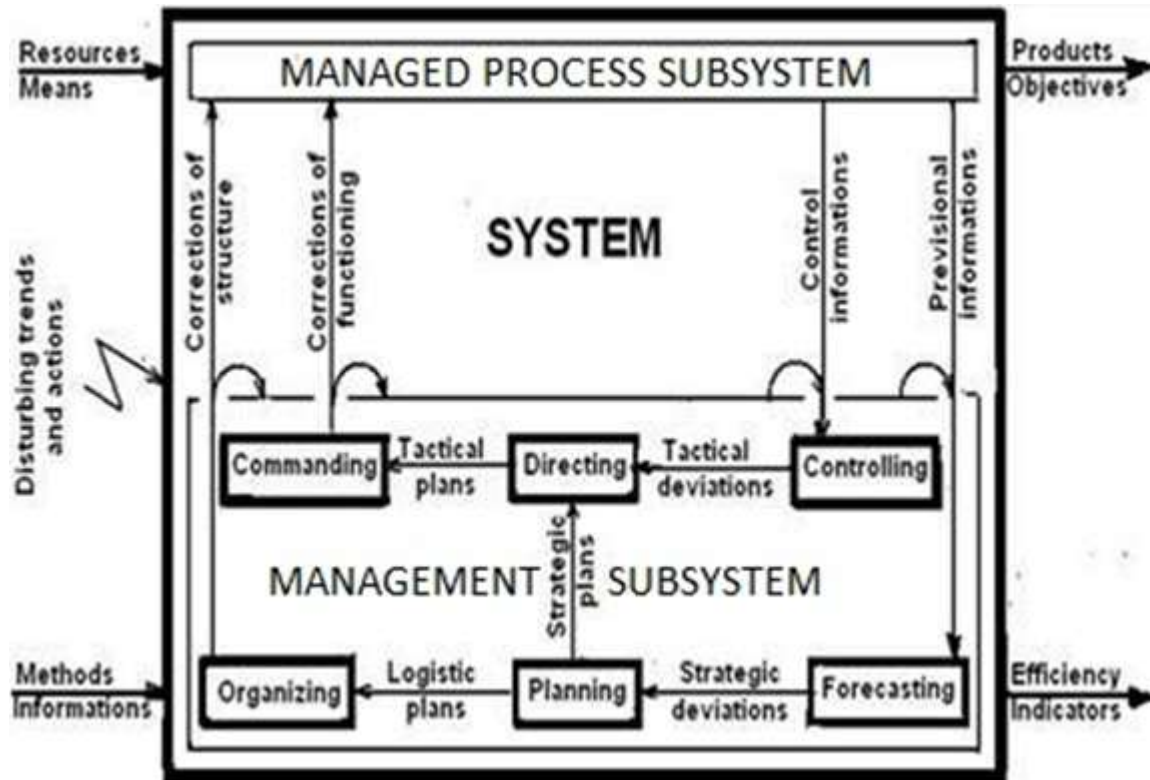 Resources
Means
MANAGED PROCESS SUBSYSTEM
Products
Objectives
Corrections of
structure
Corrections of
functioning
SYSTEM
Control
informations
Previsional
informations
Disturbing trends
and actions
Commanding
Tactical
plans
Directing
Tactical
deviations
Controlling
MANAGEMENT SUBSYSTEM
Strategic
plans
Methods
Informations
Organizing
Logistic
plans
Planning
Strategic
deviations
Forecasting
Efficiency
Indicators